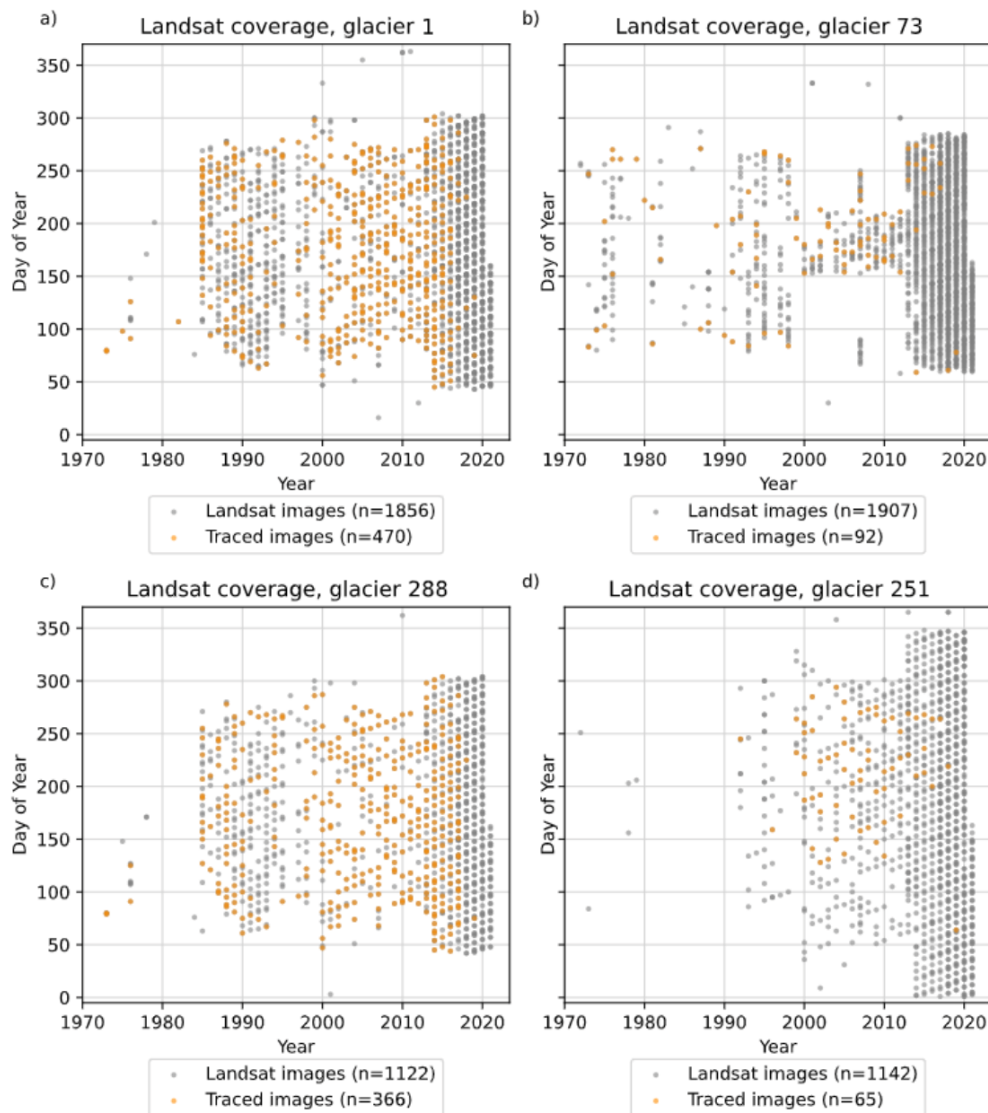 a)
Landsat coverage, glacier 1
350
300
250
200
150
100
50
0
Day of Year
1970 1980 1990 2000 2010 2020
Year
Landsat images (n=1856)
Traced images (n=470)
b)
Landsat coverage, glacier 73
Day of Year
1970 1980 1990 2000 2010 2020
Year
Landsat images (n=1907)
Traced images (n=92)
c)
Landsat coverage, glacier 288
350
300
250
200
150
100
50
0
Day of Year
1970 1980 1990 2000 2010 2020
Year
Landsat images (n=1122)
Traced images (n=366)
d)
Landsat coverage, glacier 251
Day of Year
1970 1980 1990 2000 2010 2020
Year
Landsat images (n=1142)
Traced images (n=65)